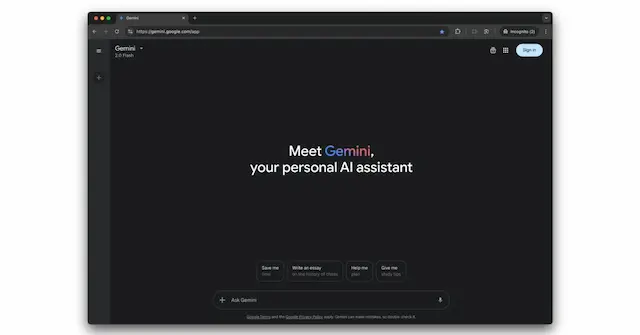 Gemini
https://gemini.google.com/app
Incognito (2)
Gemini
2.0 Flash
Sign in
Meet Gemini,
your personal AI assistant
Save me
time
Write an essay
on the history of chess
Help me
plan
Give me
study tips
Ask Gemini
Google Terms and the Google Privacy Policy apply. Gemini can make mistakes, so double-check it.